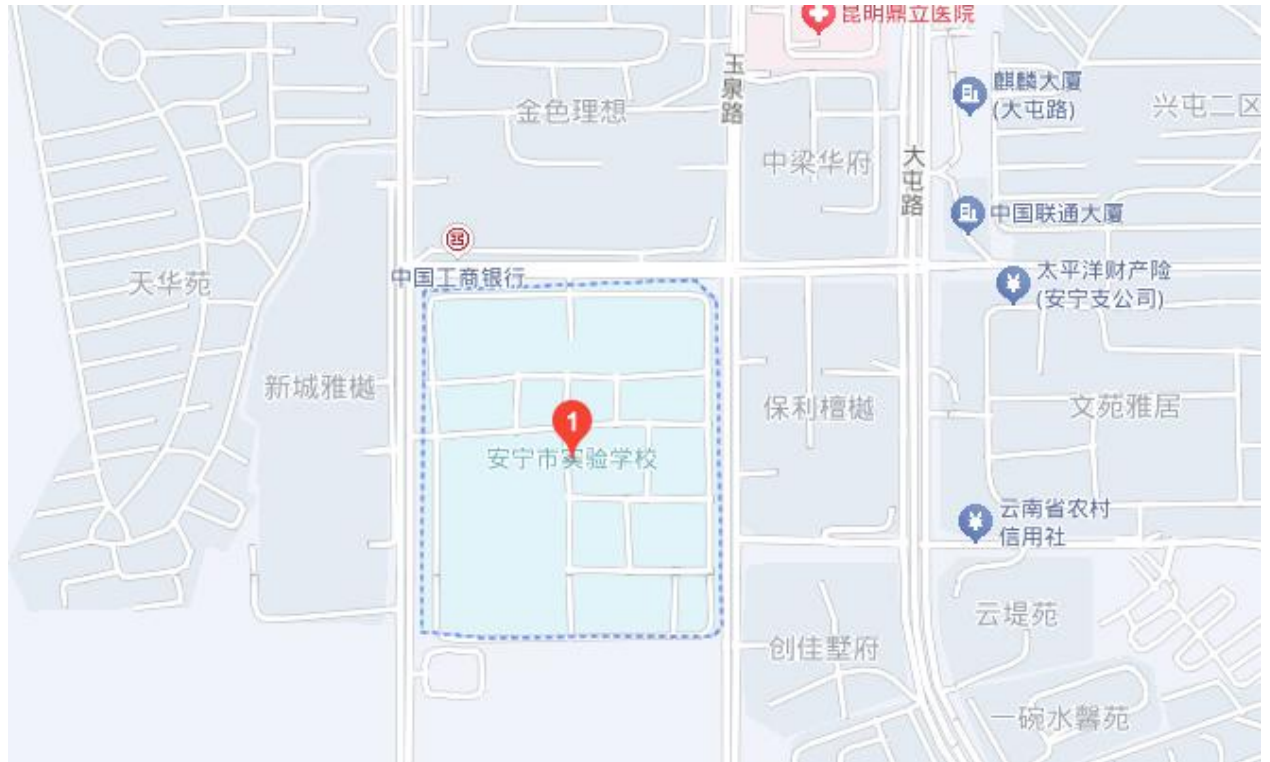 昆明鼎立医院
玉泉路
麒麟大厦
(大屯路)
兴屯二区
金色理想
中梁华府
大屯路
中国联通大厦
中国工商银行
太平洋财产险
(安宁支公司)
天华苑
新城雅樾
保利檀樾
文苑雅居
1
安宁市实验学校
云南省农村
信用社
云堤苑
创佳墅府
一碗水馨苑